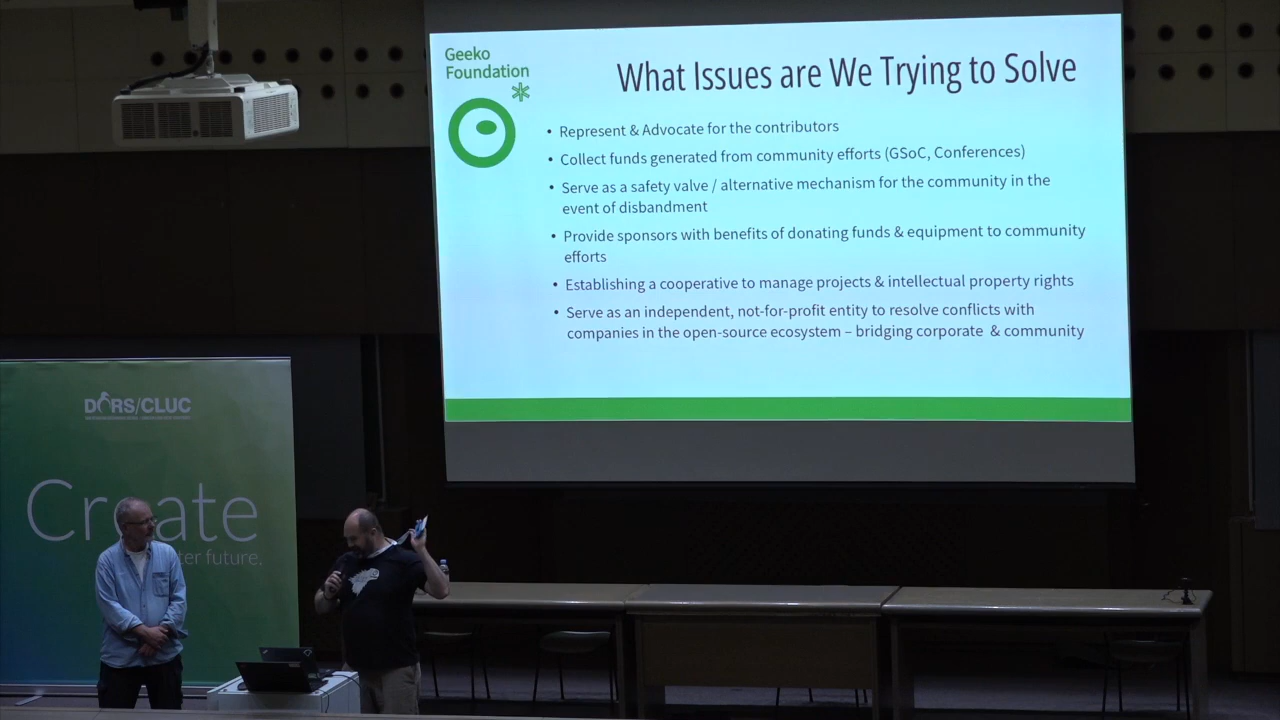 Geeko
Foundation
What Issues are We Trying to Solve
• Represent & Advocate for the contributors
• Collect funds generated from community efforts (GSoC, Conferences)
• Serve as a safety valve / alternative mechanism for the community in the
event of disbandment
• Provide sponsors with benefits of donating funds & equipment to community
efforts
• Establishing a cooperative to manage projects & intellectual property rights
• Serve as an independent, not-for-profit entity to resolve conflicts with
companies in the open-source ecosystem – bridging corporate & community
DORS/CLUC
Create
future.